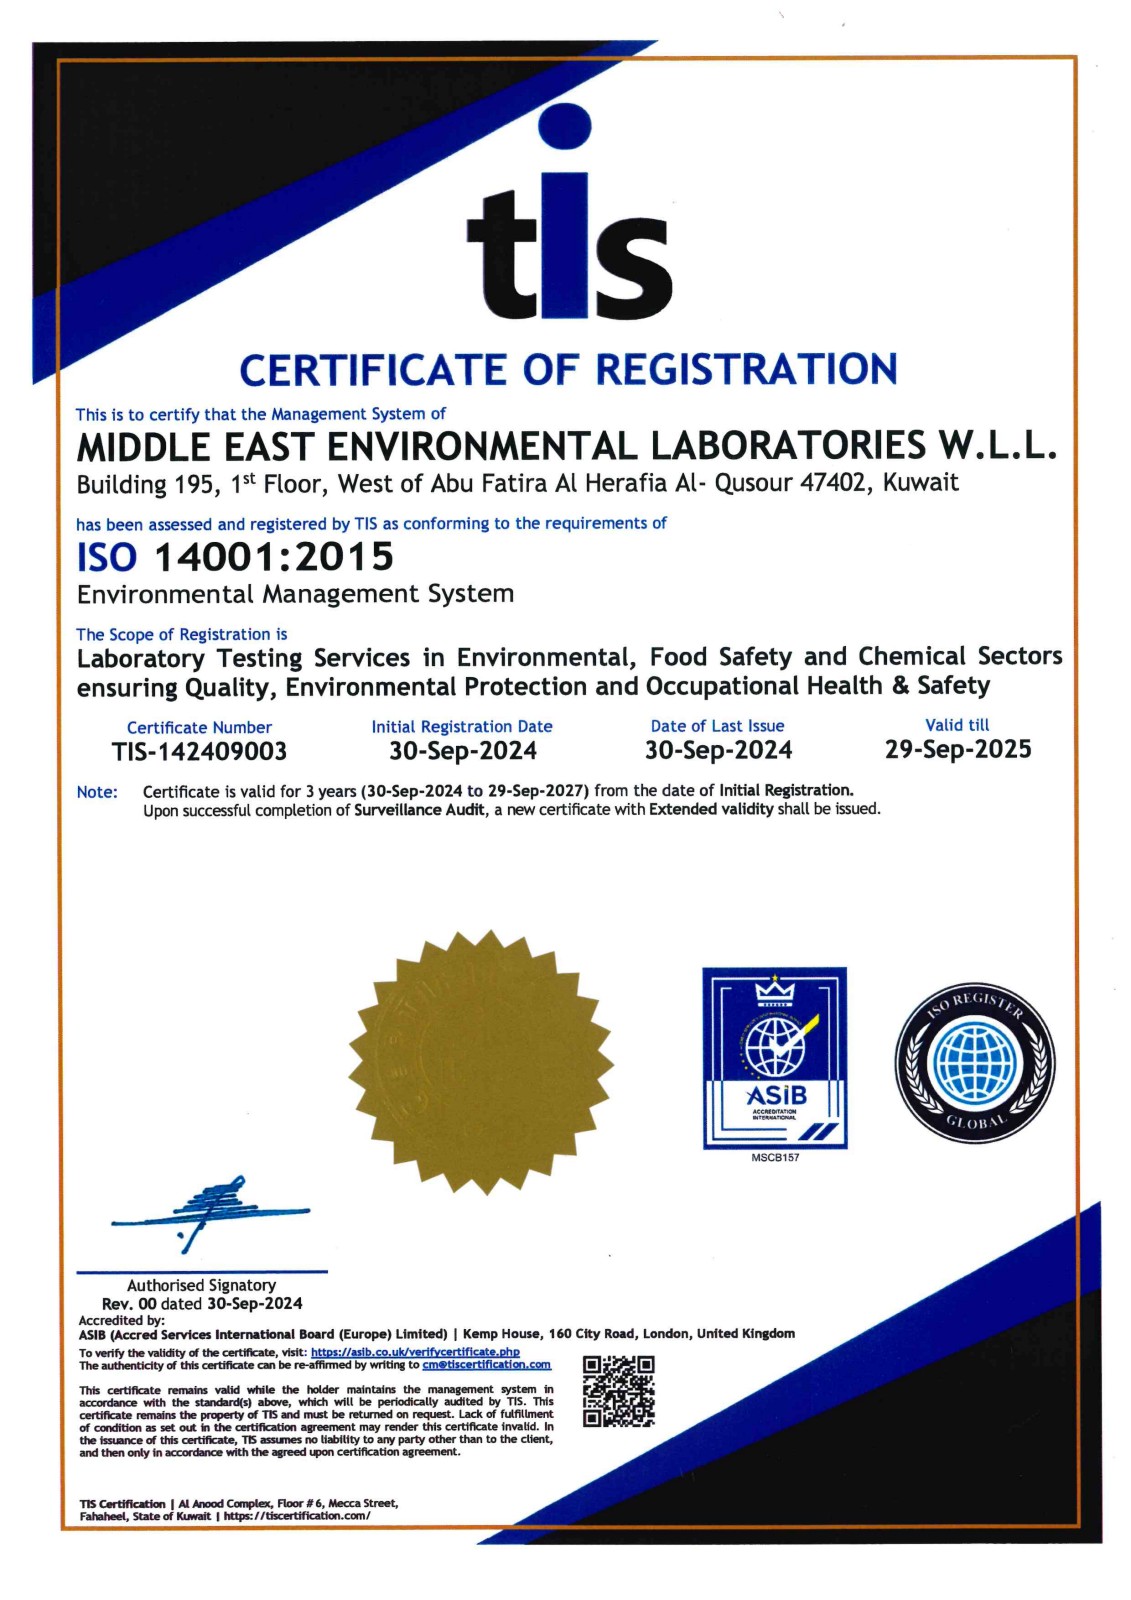 tis
CERTIFICATE OF REGISTRATION
This is to certify that the Management System of
MIDDLE EAST ENVIRONMENTAL LABORATORIES W.L.L.
Building 195, 1st Floor, West of Abu Fatira Al Herafia Al- Qusour 47402, Kuwait
has been assessed and registered by TIS as conforming to the requirements of
ISO 14001:2015
Environmental Management System
The Scope of Registration is
Laboratory Testing Services in Environmental, Food Safety and Chemical Sectors
ensuring Quality, Environmental Protection and Occupational Health & Safety
Certificate Number Initial Registration Date Date of Last Issue Valid till
TIS-142409003 30-Sep-2024 30-Sep-2024 29-Sep-2025
Note: Certificate is valid for 3 years (30-Sep-2024 to 29-Sep-2027) from the date of Initial Registration.
Upon successful completion of Surveillance Audit, a new certificate with Extended validity shall be issued.
ASiB
ACCREDITATION
INTERNATIONAL
MSCB157
ISO REGISTER
GLOBAL
Authorised Signatory
Rev. 00 dated 30-Sep-2024
Accredited by:
ASIB (Accred Services International Board (Europe) Limited) | Kemp House, 160 City Road, London, United Kingdom
To verify the validity of the certificate, visit: https://asib.co.uk/verifycertificate.php
The authenticity of this certificate can be re-affirmed by writing to cm@tiscertification.com
This certificate remains valid while the holder maintains the management system in
accordance with the standard(s) above, which will be periodically audited by TIS. This
certificate remains the property of TIS and must be returned on request. Lack of fulfillment
of condition as set out in the certification agreement may render this certificate invalid. In
the issuance of this certificate, TIS assumes no liability to any party other than to the client,
and then only in accordance with the agreed upon certification agreement.
TIS Certification | Al Anood Complex, Floor # 6, Mecca Street,
Fahaheel, State of Kuwait | https://tiscertification.com/